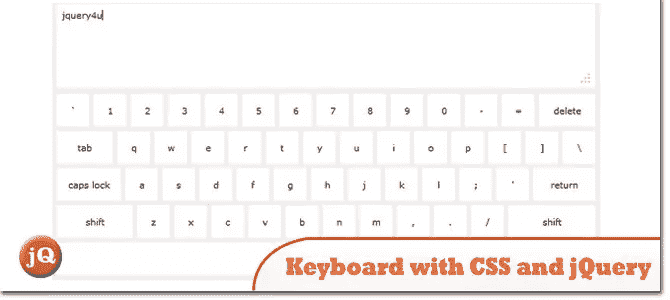 jquery4u
` 1 2 3 4 5 6 7 8 9 0 - = delete
tab q w e r t y u i o p [ ] \
caps lock a s d f g h j k l ; ' return
shift z x c v b n m , . / shift
jQ
Keyboard with CSS and jQuery